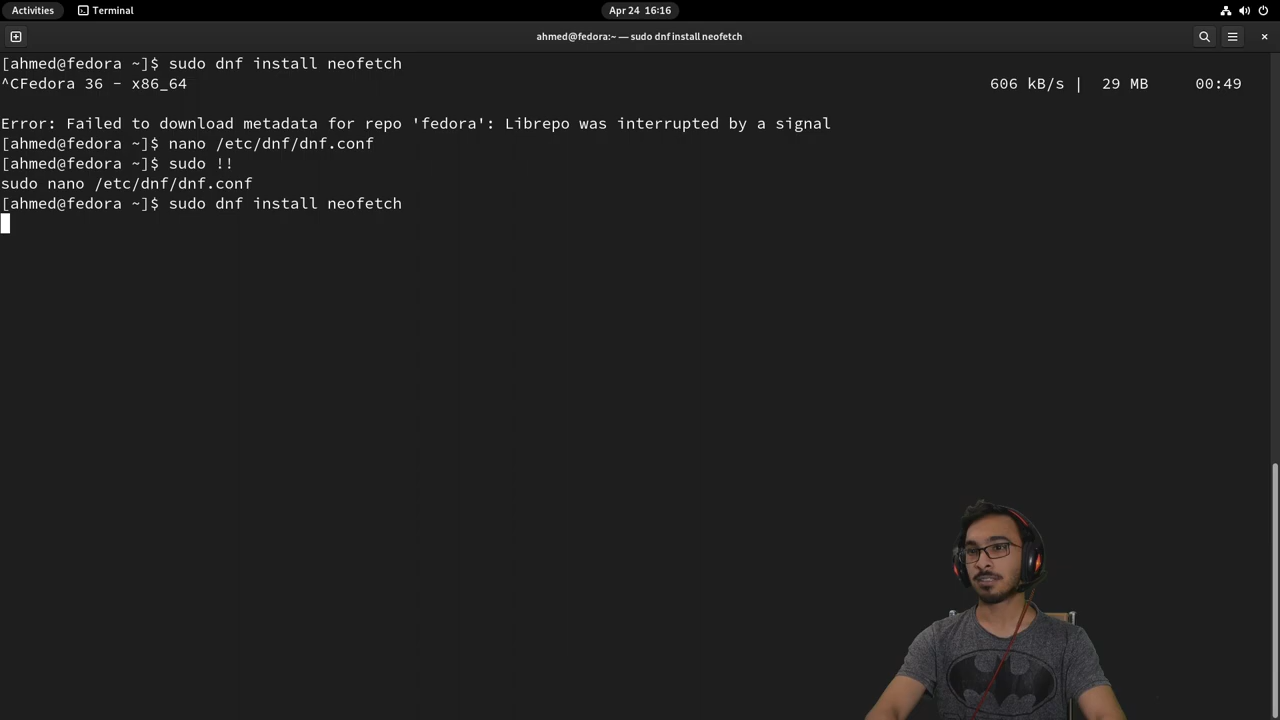 Activities
Terminal
Apr 24 16:16
ahmed@fedora:~ — sudo dnf install neofetch
[ahmed@fedora ~]$ sudo dnf install neofetch
^CFedora 36 - x86_64 606 kB/s | 29 MB 00:49
Error: Failed to download metadata for repo 'fedora': Librepo was interrupted by a signal
[ahmed@fedora ~]$ nano /etc/dnf/dnf.conf
[ahmed@fedora ~]$ sudo !!
sudo nano /etc/dnf/dnf.conf
[ahmed@fedora ~]$ sudo dnf install neofetch